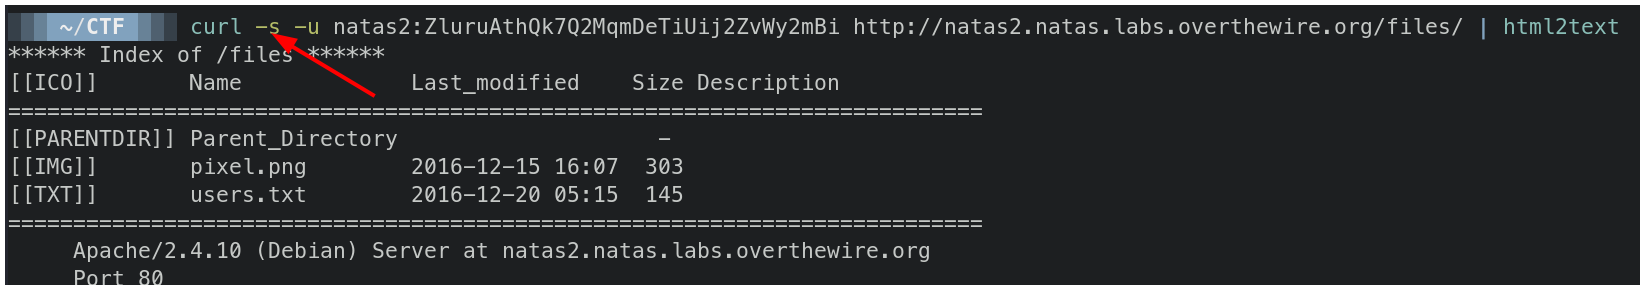 ~/CTF curl -s -u natas2:ZluruAthQk7Q2MqmDeTiUij2ZvWy2mBi http://natas2.natas.labs.overthewire.org/files/ | html2text
****** Index of /files ******
[[ICO]] Name Last_modified Size Description
===========================================================================
[[PARENTDIR]] Parent_Directory -
[[IMG]] pixel.png 2016-12-15 16:07 303
[[TXT]] users.txt 2016-12-20 05:15 145
===========================================================================
Apache/2.4.10 (Debian) Server at natas2.natas.labs.overthewire.org
Port 80